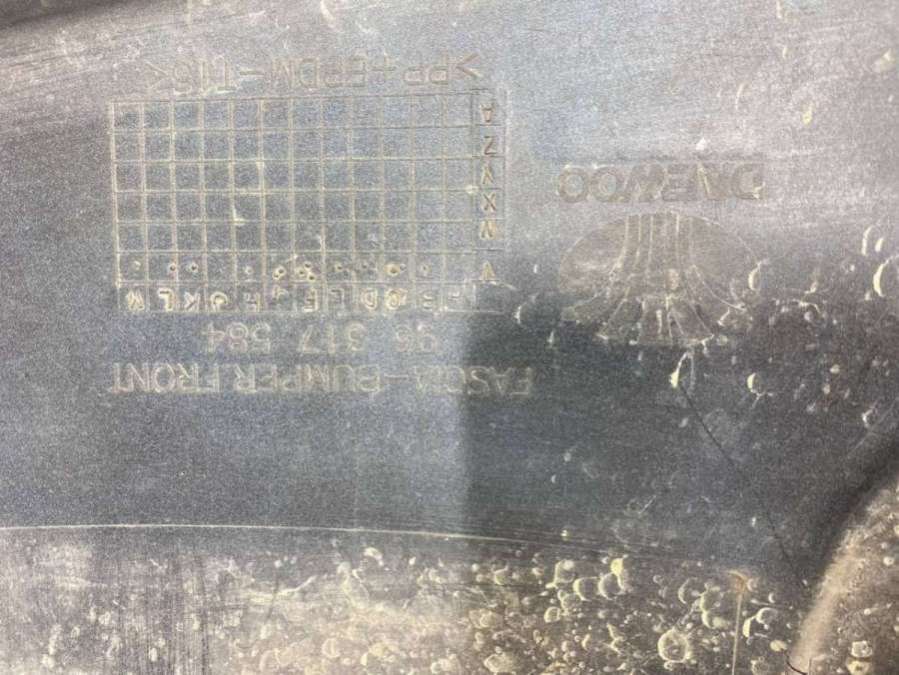 FASCIA-BUMPER FRONT
96 317 584
DAEWOO
V
W
X
Y
Z
A
>PP+EPDM-T15<